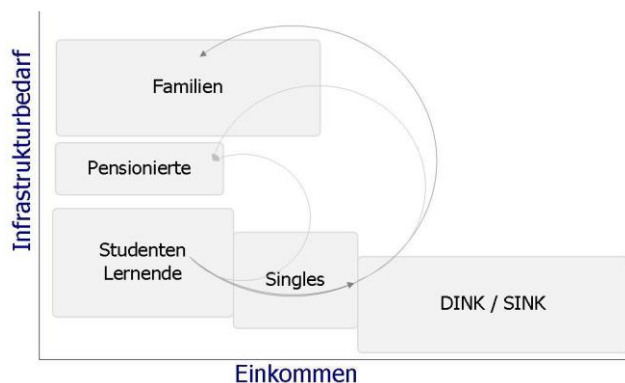 Infrastrukturbedarf
Familien
Pensionierte
Studenten
Lernende
Singles
DINK / SINK
Einkommen